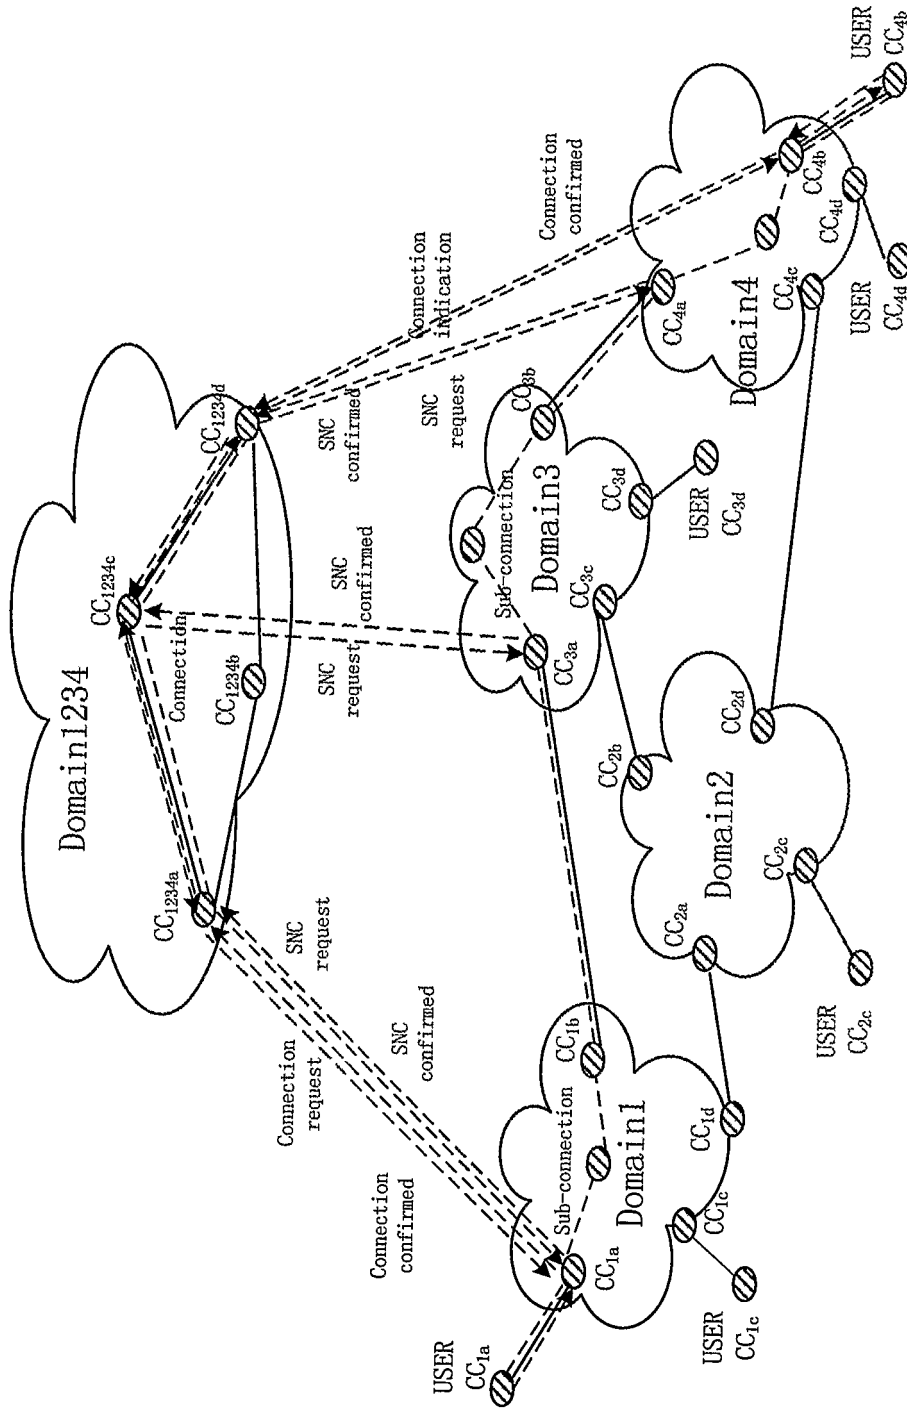 Domain1234
CC1234a
CC1234b
CC1234c
CC1234d
Connection
Connection
confirmed
Connection
request
SNC
confirmed
SNC
request
SNC
request
SNC
confirmed
SNC
confirmed
SNC
request
Connection
indication
Connection
confirmed
USER
CC1a
CC1a
Sub-connection
CC1b
Domain1
CC1c
CC1d
USER
CC1c
CC2a
CC2b
Domain2
CC2c
CC2d
USER
CC2c
CC3a
Sub-connection
CC3b
Domain3
CC3c
CC3d
USER
CC3d
CC4a
Domain4
CC4b
CC4c
CC4d
USER
CC4d
USER
CC4b